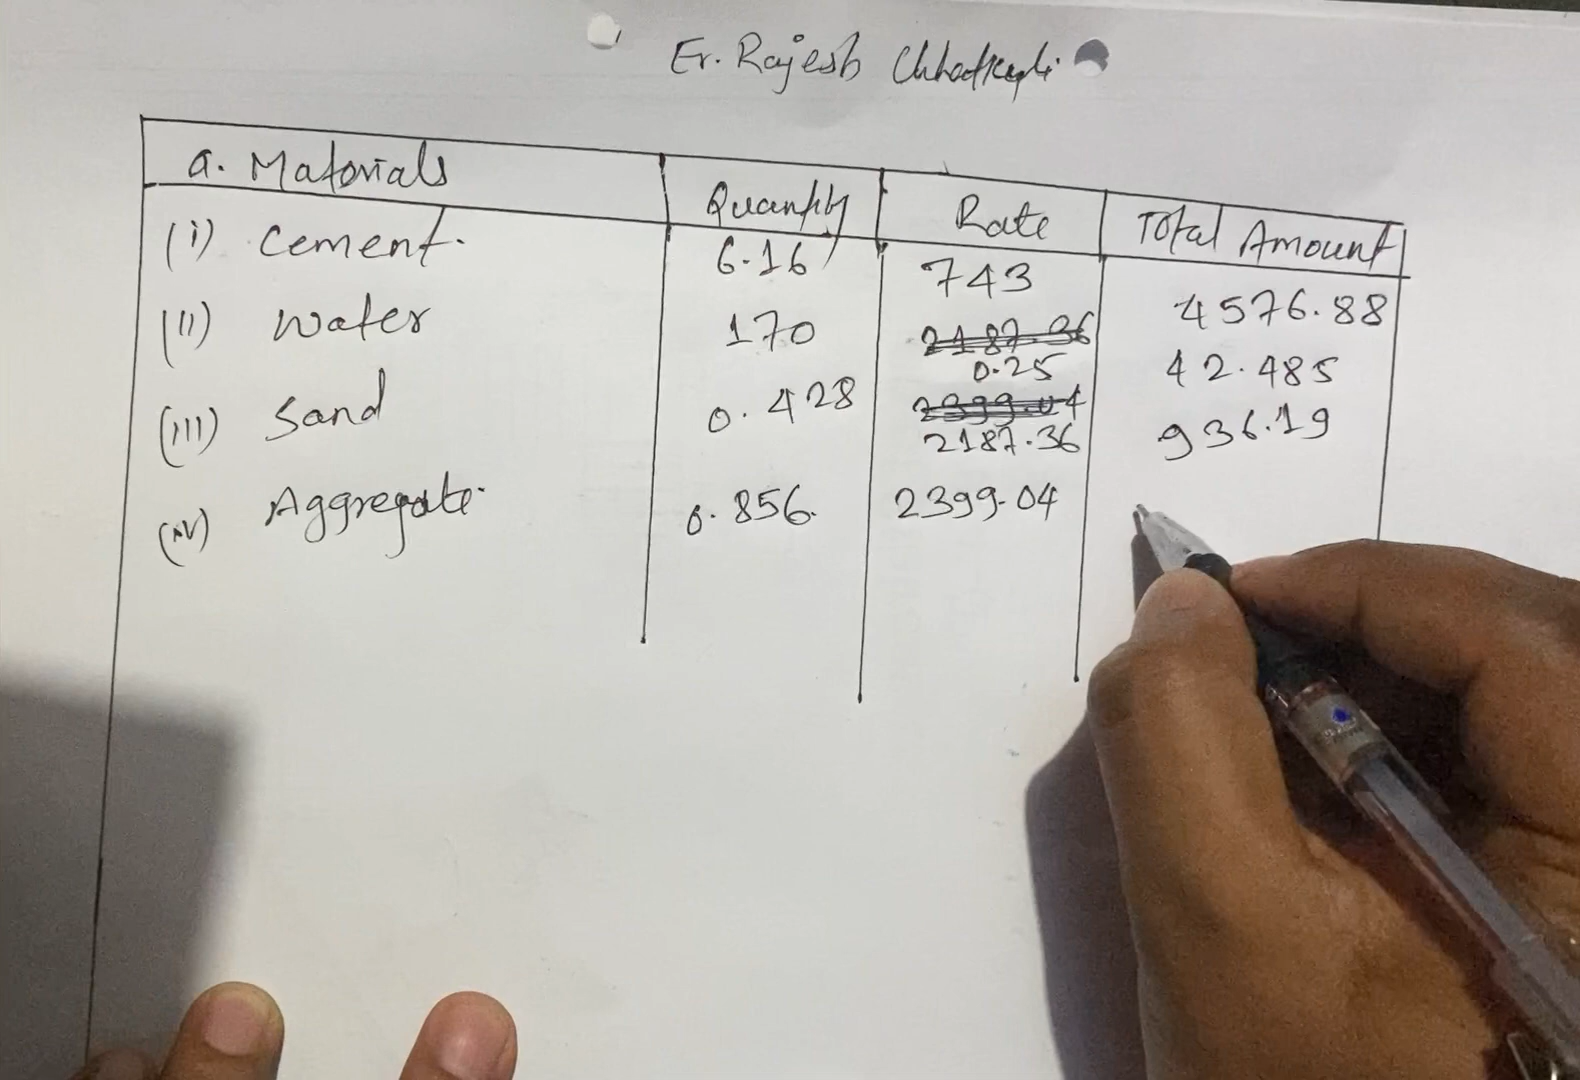 Er. Rajesh
a. Materials Quantity Rate Total Amount
(i) Cement. 6.16 743 4576.88
(ii) Water 170 2187.36 0.25 42.485
(iii) Sand 0.428 2399.04 2187.36 936.19
(iv) Aggregate. 0.856. 2399.04